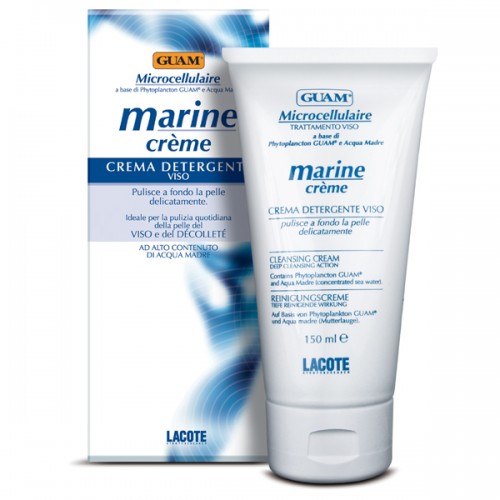 GUAM®
Microcellulaire
a base di Phytoplancton GUAM® e Acqua Ma
marine
crème
CREMA DETERGENTE
VISO
Pulisce a fondo la pelle
delicatamente.
Ideale per la pulizia quotidiana
della pelle del
VISO e del DÉCOLLETÉ
AD ALTO CONTENUTO
DI ACQUA MADRE
LACOTE
GUAM®
Microcellulaire
TRATTAMENTO VISO
a base di
Phytoplancton GUAM® e Acqua Madre
marine
crème
CREMA DETERGENTE VISO
pulisce a fondo la pelle
delicatamente
CLEANSING CREAM
DEEP CLEANSING ACTION
Contains Phytoplankton GUAM®
and Acqua Madre (concentrated sea water)
REINIGUNGSCREME
TIEFE REINIGENDE WIRKUNG
Auf Basis von Phytoplankton GUAM®
und Aqua madre (Mutterlauge).
150 ml e
LACOTE